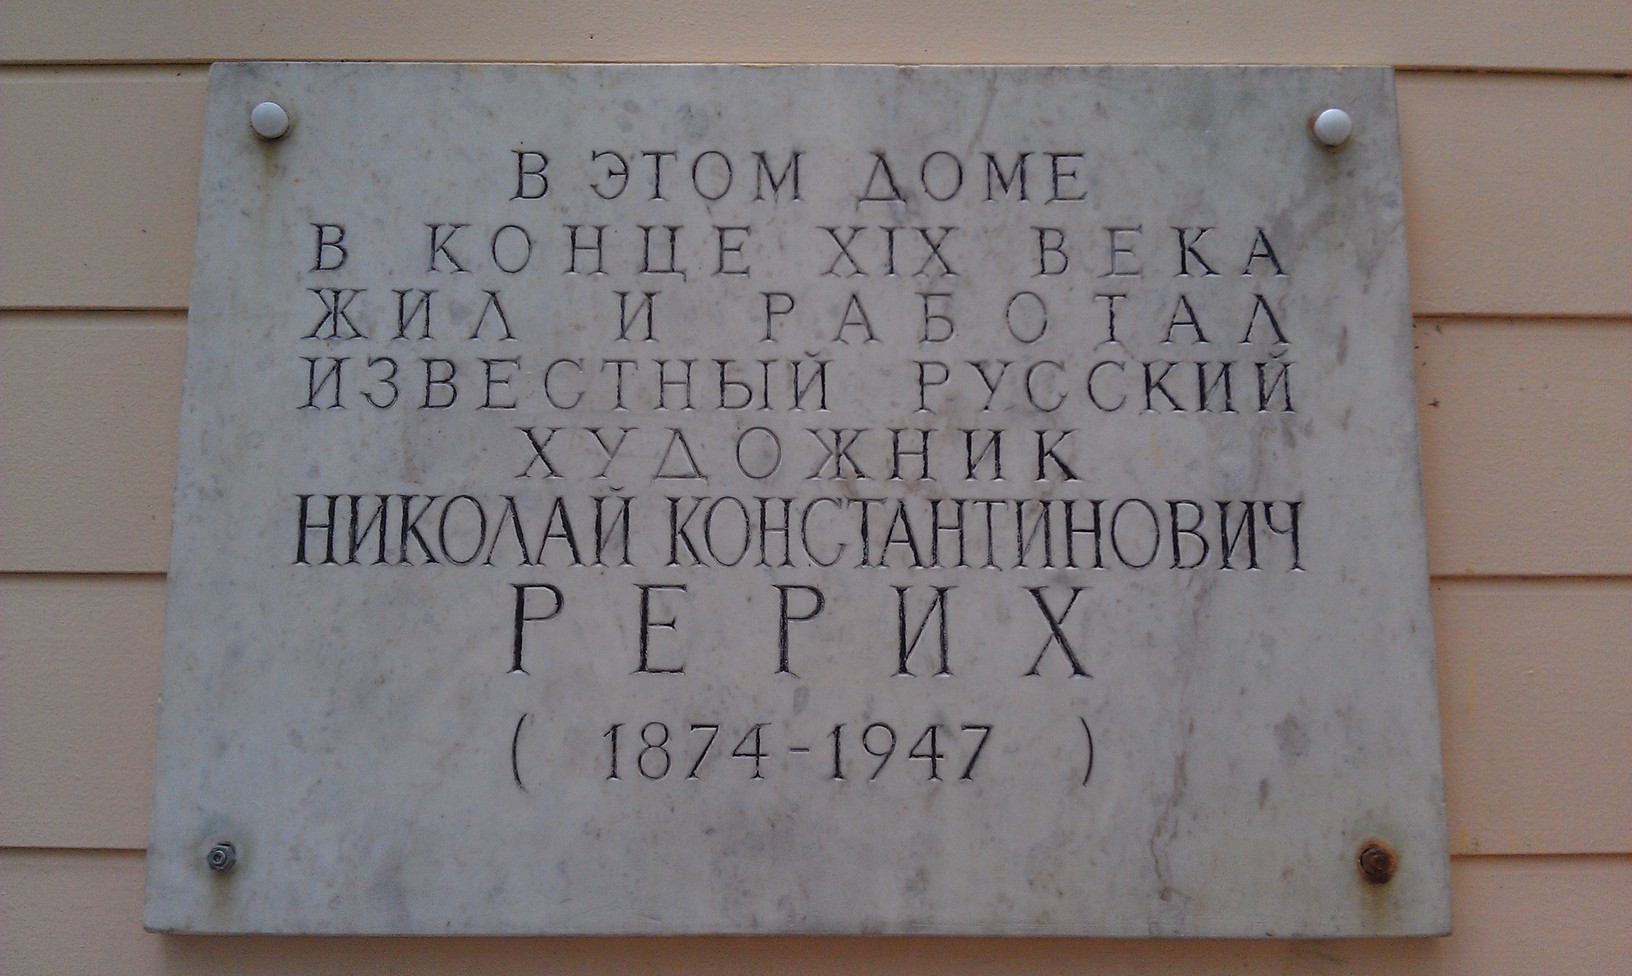 В ЭТОМ ДОМЕ
В КОНЦЕ XIX ВЕКА
ЖИЛ И РАБОТАЛ
ИЗВЕСТНЫЙ РУССКИЙ
ХУДОЖНИК
НИКОЛАЙ КОНСТАНТИНОВИЧ
РЕРИХ
( 1874-1947 )